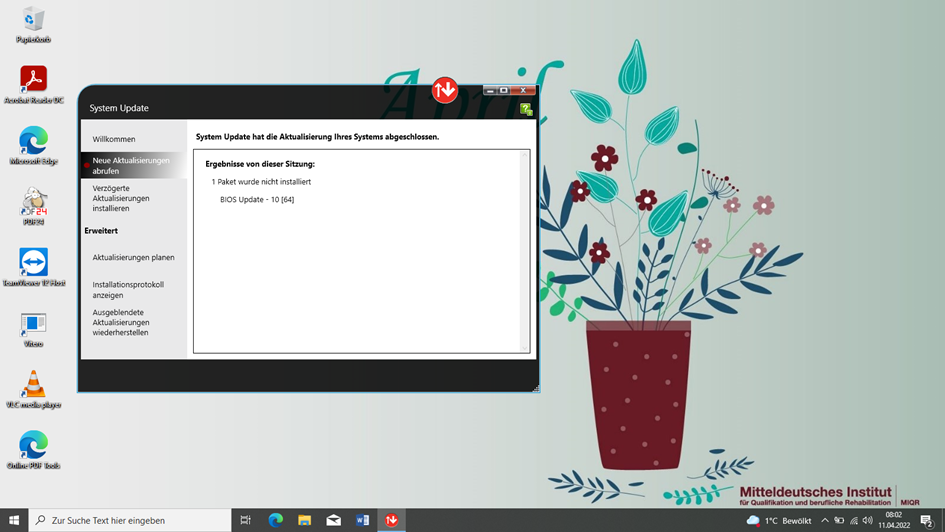 Papierkorb
Acrobat Reader DC
Microsoft Edge
PDF24
TeamViewer 12 Host
Vitero
VLC media player
Online PDF Tools
April
System Update
Willkommen
Neue Aktualisierungen
abrufen
Verzögerte
Aktualisierungen
installieren
Erweitert
Aktualisierungen planen
Installationsprotokoll
anzeigen
Ausgeblendete
Aktualisierungen
wiederherstellen
System Update hat die Aktualisierung Ihres Systems abgeschlossen.
Ergebnisse von dieser Sitzung:
1 Paket wurde nicht installiert
BIOS Update - 10 [64]
Mitteldeutsches Institut
für Qualifikation und berufliche Rehabilitation MIQR
Zur Suche Text hier eingeben
1°C Bewölkt
08:02
11.04.2022
2